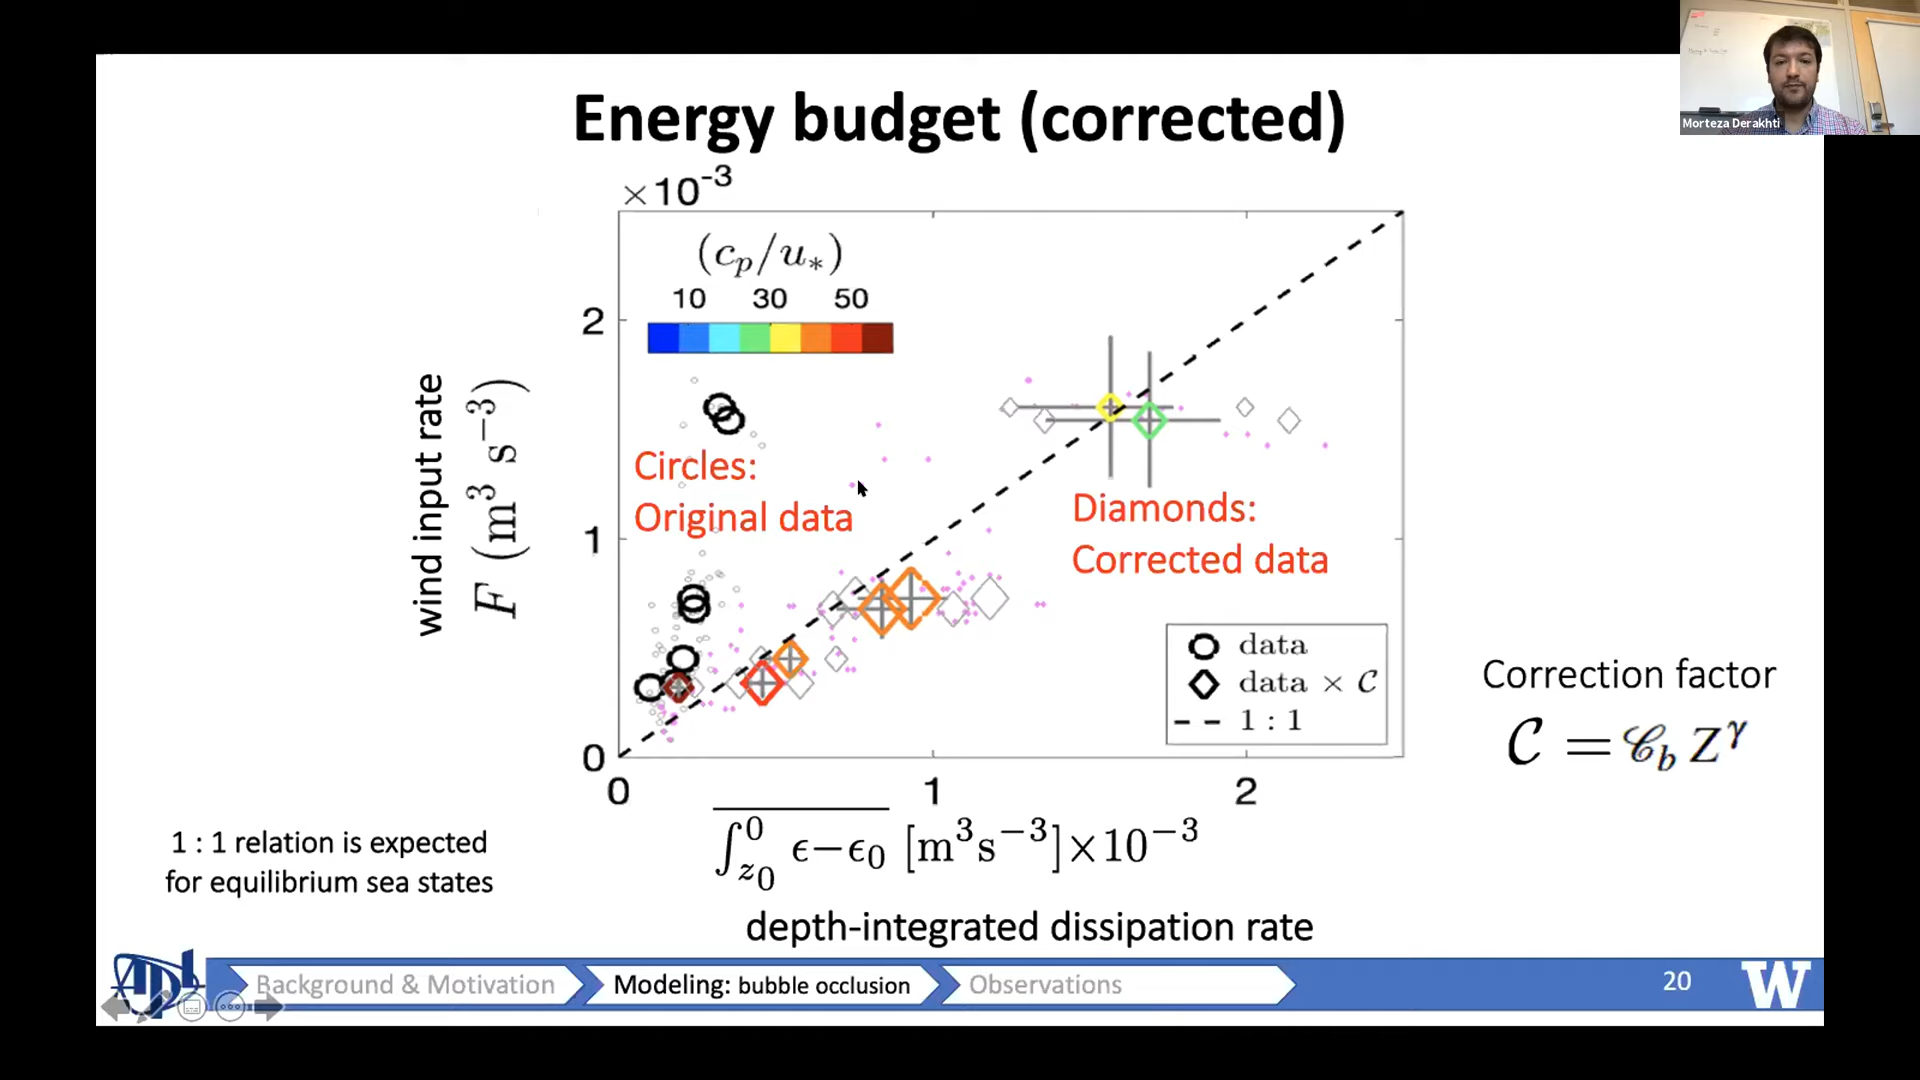 Energy budget (corrected)
Morteza Derakhti
×10⁻³
(c_p/u_*)
10 30 50
2
1
0
0 1 2
wind input rate
F (m³ s⁻³)
Circles:
Original data
Diamonds:
Corrected data
data
data × 𝒞
1 : 1
Correction factor
𝒞 = 𝒞_b Z^γ
∫_{z₀}^0 ϵ−ϵ₀ [m³s⁻³]×10⁻³
depth-integrated dissipation rate
1 : 1 relation is expected
for equilibrium sea states
APL
Background & Motivation
Modeling: bubble occlusion
Observations
20
W